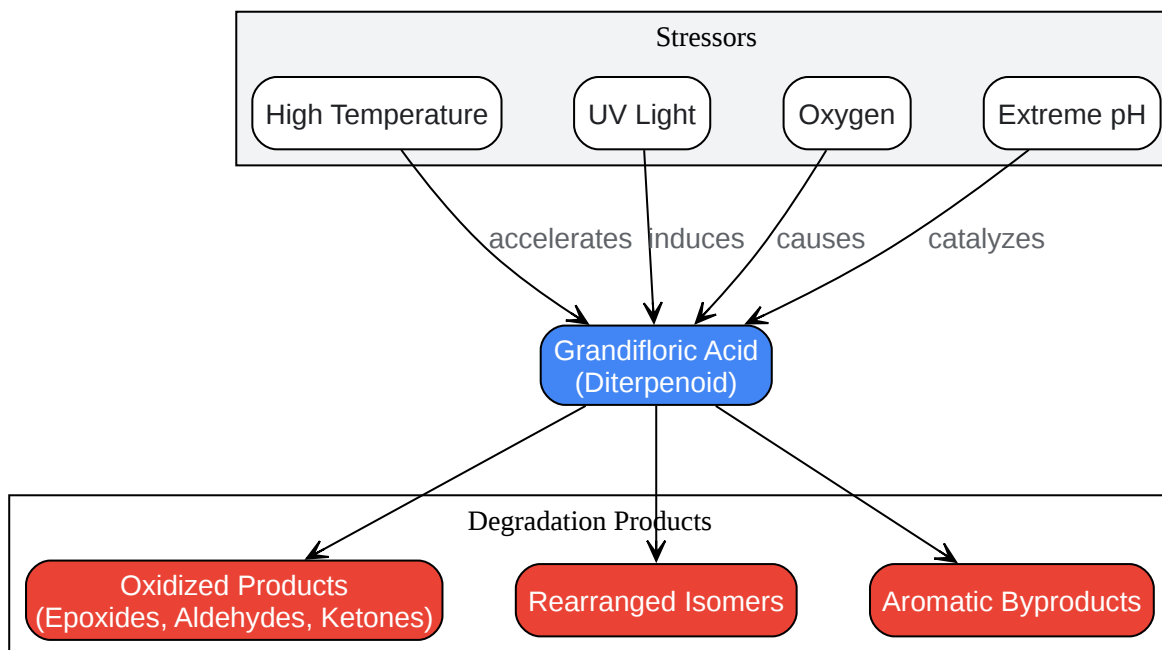 Stressors
High Temperature
UV Light
Oxygen
Extreme pH
accelerates
induces
causes
catalyzes
Grandifloric Acid
(Diterpenoid)
Degradation Products
Oxidized Products
(Epoxides, Aldehydes, Ketones)
Rearranged Isomers
Aromatic Byproducts